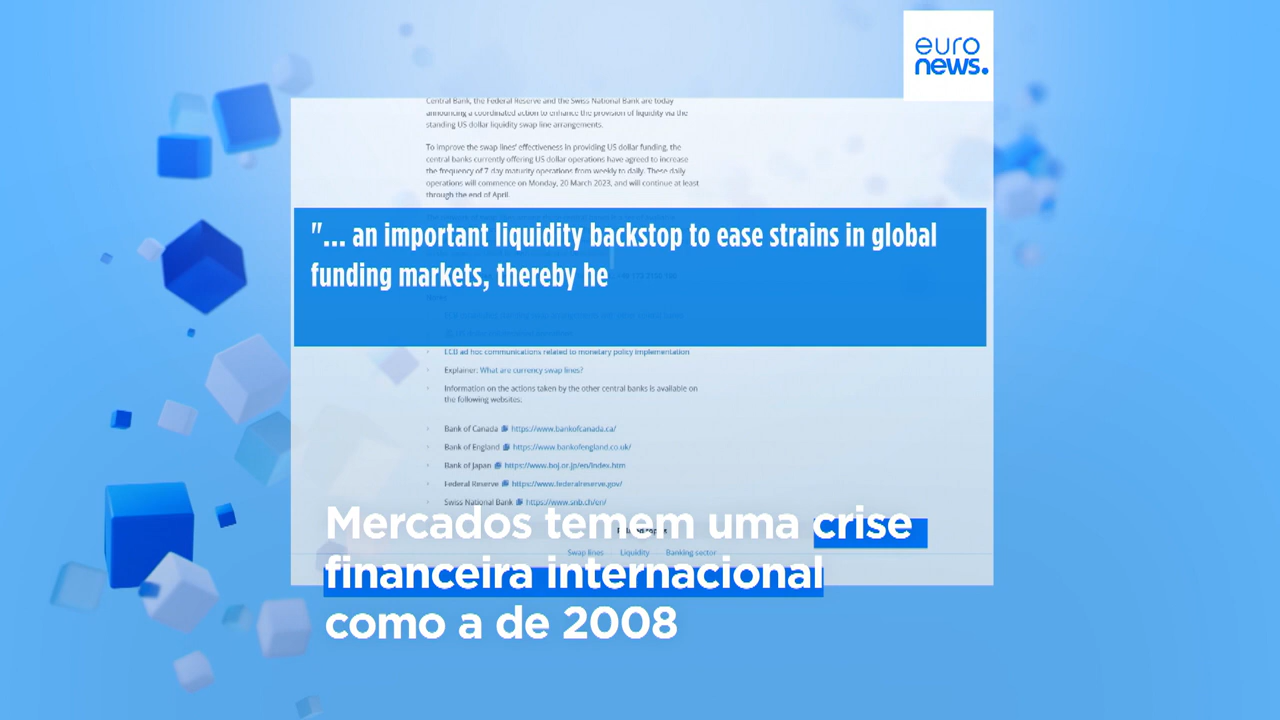 euro
news.
Central Bank, the Federal Reserve and the Swiss National Bank are today
announcing a coordinated action to enhance the provision of liquidity via the
standing US dollar liquidity swap line arrangements.
To improve the swap lines' effectiveness in providing US dollar funding, the
central banks currently offering US dollar operations have agreed to increase
the frequency of 7-day maturity operations from weekly to daily. These daily
operations will commence on Monday, 20 March 2023, and will continue at least
through the end of April.
"... an important liquidity backstop to ease strains in global
funding markets, thereby he
ECB ad hoc communications related to monetary policy implementation
Explainer: What are currency swap lines?
Information on the actions taken by the other central banks is available on
the following websites:
Bank of Canada https://www.bankofcanada.ca/
Bank of England https://www.bankofengland.co.uk/
Bank of Japan https://www.boj.or.jp/en/index.htm
Federal Reserve https://www.federalreserve.gov/
Swiss National Bank https://www.snb.ch/en/
Mercados temem uma crise
Swap lines Liquidity Banking sector
financeira internacional
como a de 2008